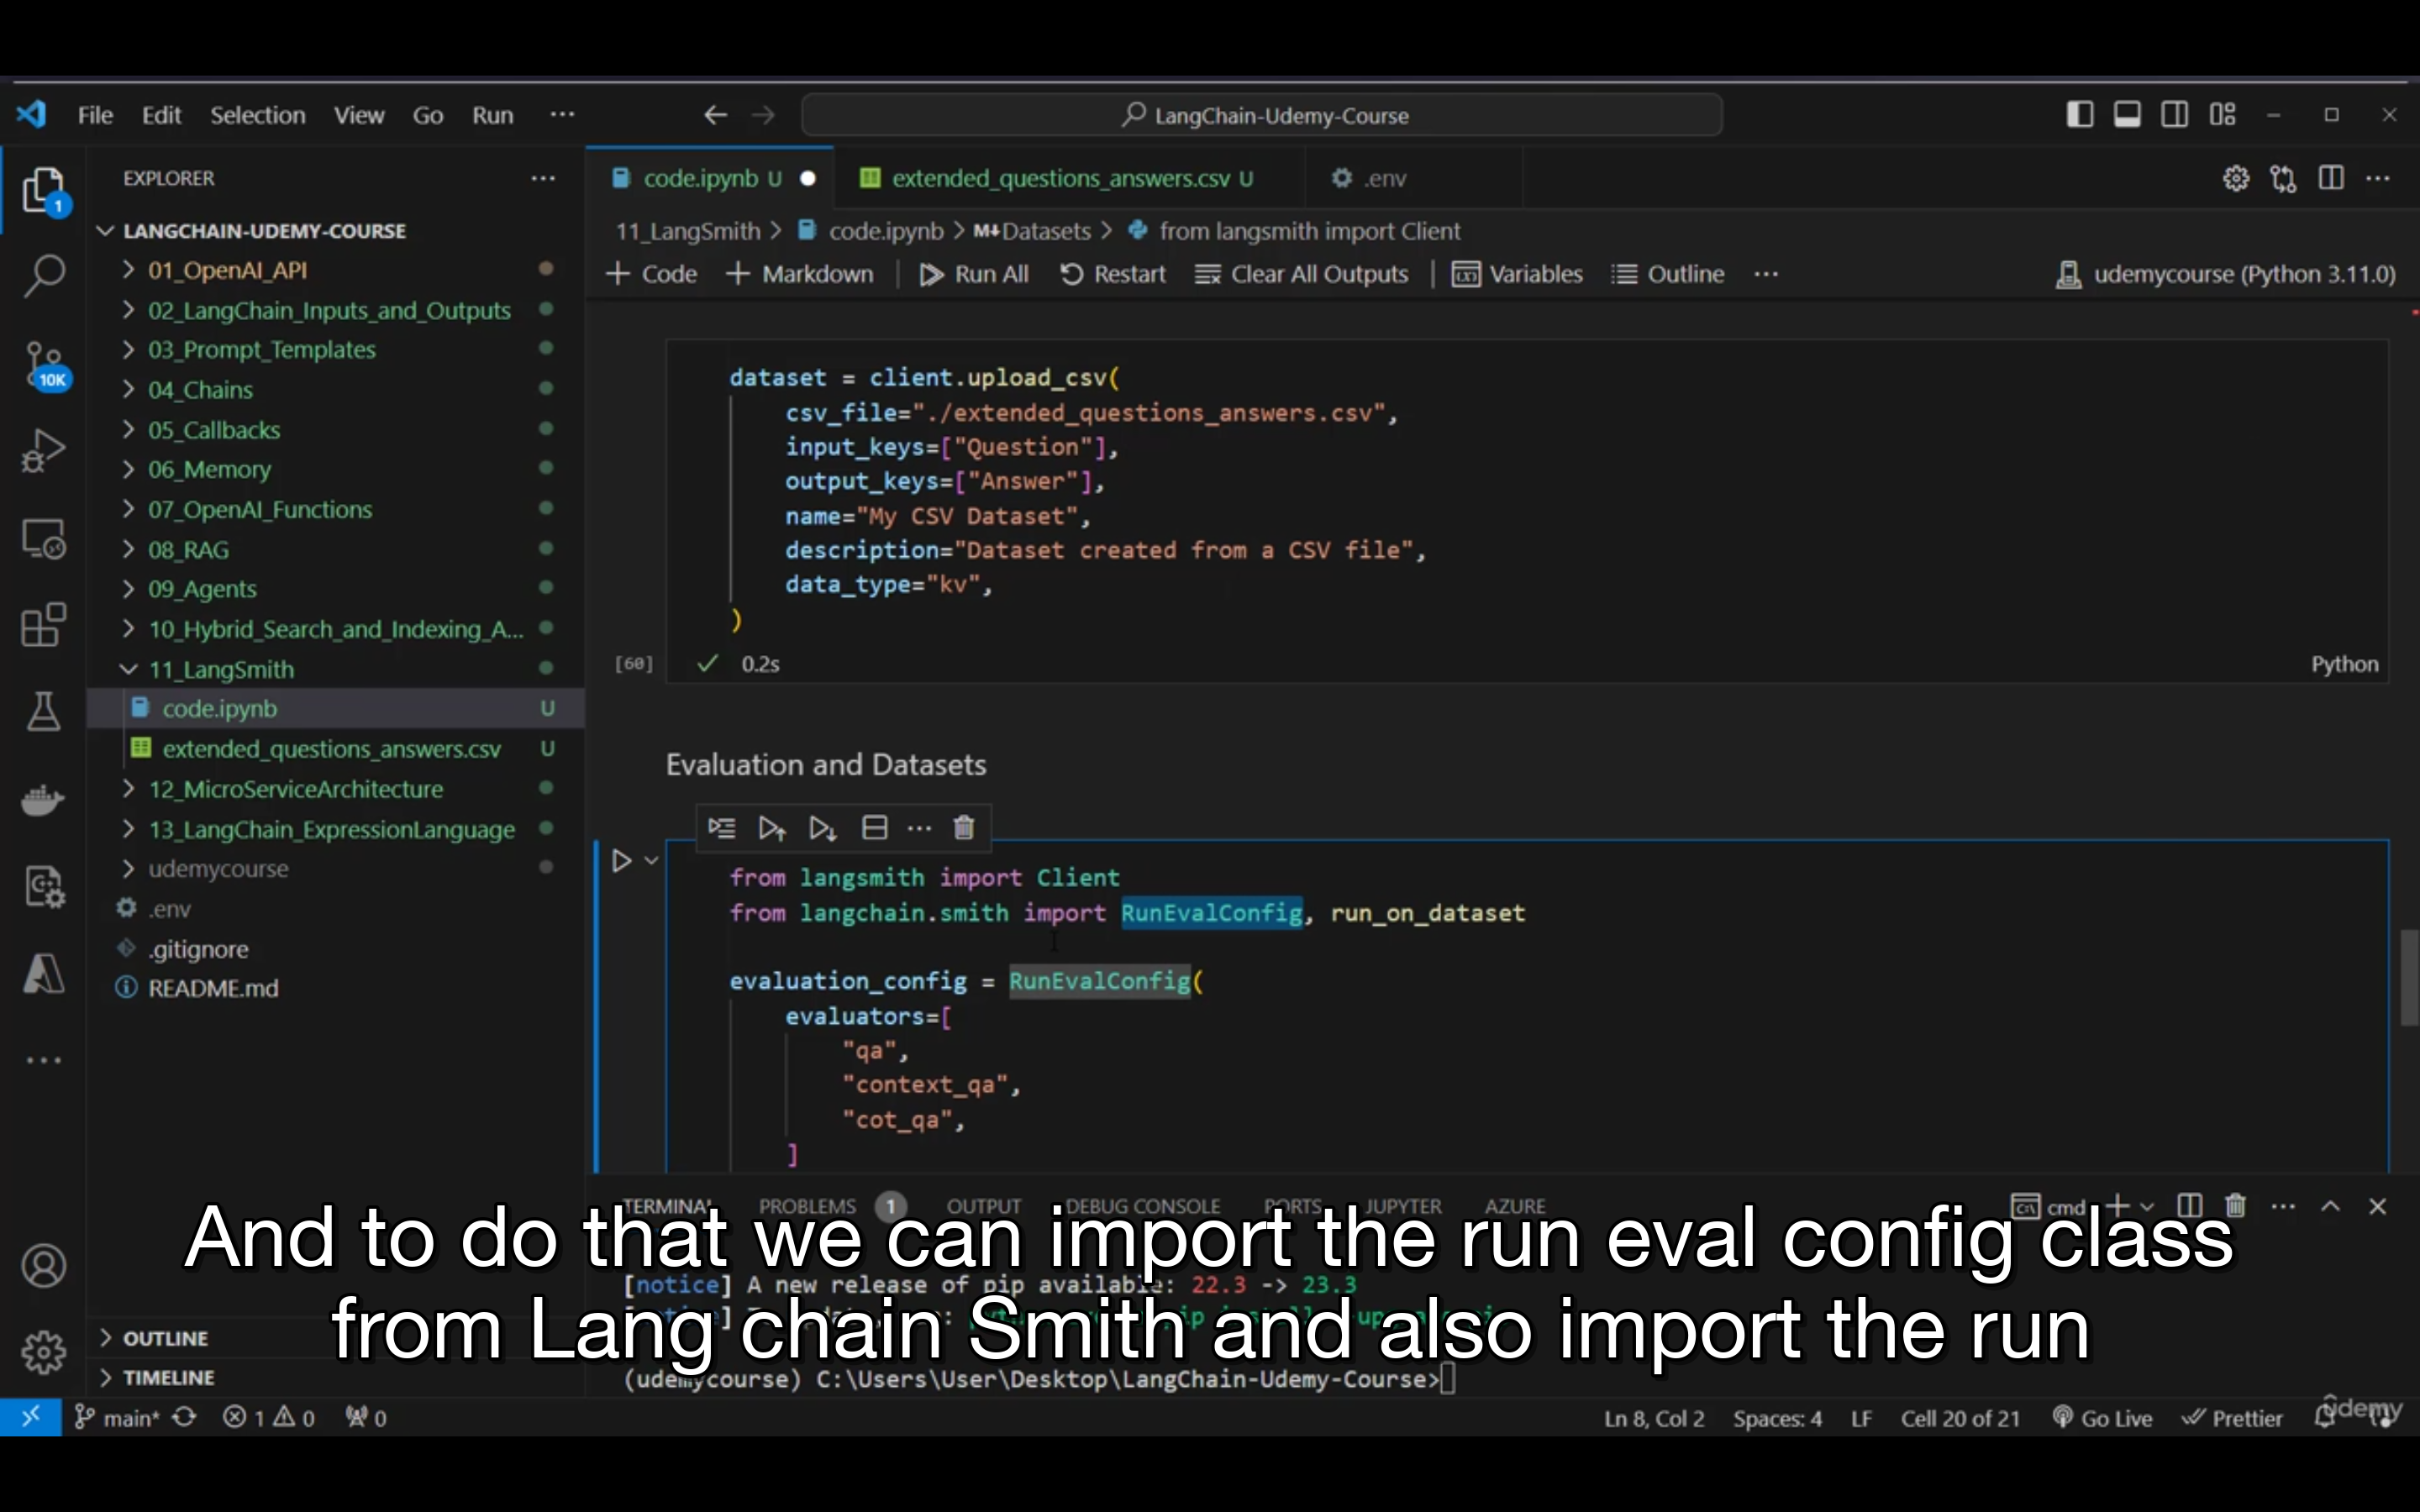 File Edit Selection View Go Run ···
LangChain-Udemy-Course
EXPLORER
code.ipynb U
extended_questions_answers.csv U
.env
LANGCHAIN-UDEMY-COURSE
11_LangSmith > code.ipynb > M↓Datasets > from langsmith import Client
+ Code + Markdown Run All Restart Clear All Outputs Variables Outline ···
udemycourse (Python 3.11.0)
1
10K
01_OpenAI_API
02_LangChain_Inputs_and_Outputs
03_Prompt_Templates
04_Chains
05_Callbacks
06_Memory
07_OpenAI_Functions
08_RAG
09_Agents
10_Hybrid_Search_and_Indexing_A...
11_LangSmith
code.ipynb U
extended_questions_answers.csv U
12_MicroServiceArchitecture
13_LangChain_ExpressionLanguage
udemycourse
.env
.gitignore
README.md
OUTLINE
TIMELINE
dataset = client.upload_csv(
csv_file="./extended_questions_answers.csv",
input_keys=["Question"],
output_keys=["Answer"],
name="My CSV Dataset",
description="Dataset created from a CSV file",
data_type="kv",
)
[60] ✓ 0.2s
Python
Evaluation and Datasets
from langsmith import Client
from langchain.smith import RunEvalConfig, run_on_dataset
evaluation_config = RunEvalConfig(
evaluators=[
"qa",
"context_qa",
"cot_qa",
]
TERMINAL PROBLEMS 1 OUTPUT DEBUG CONSOLE PORTS JUPYTER AZURE
cmd
And to do that we can import the run eval config class
[notice] A new release of pip available: 22.3 -> 23.3
from Lang chain Smith and also import the run
(udemycourse) C:\Users\User\Desktop\LangChain-Udemy-Course>
main* 1 0 0
Ln 8, Col 2 Spaces: 4 LF Cell 20 of 21 Go Live Prettier
ûdemy